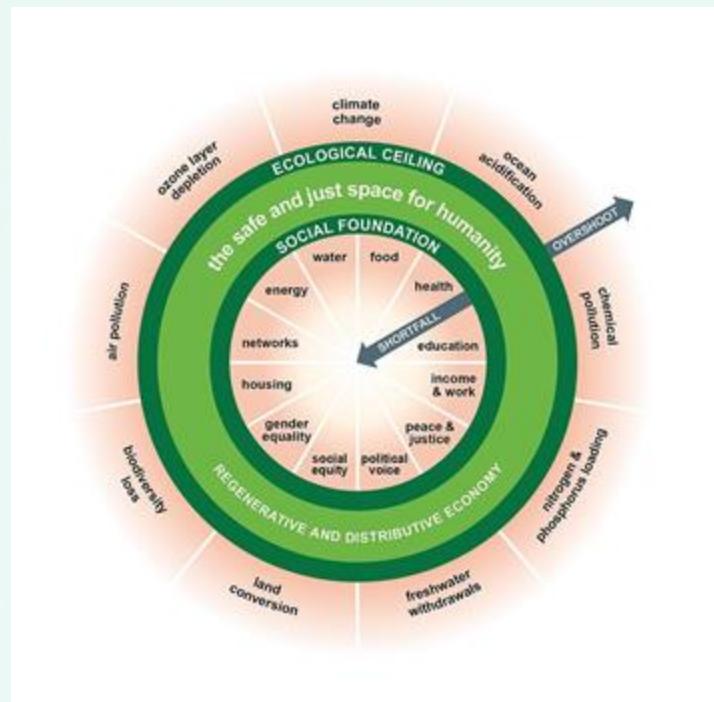 climate
change
ocean
acidification
chemical
pollution
nitrogen &
phosphorus loading
freshwater
withdrawals
land
conversion
biodiversity
loss
air pollution
ozone layer
depletion
OVERSHOOT
ECOLOGICAL CEILING
the safe and just space for humanity
SOCIAL FOUNDATION
water
food
health
SHORTFALL
education
income
& work
peace &
justice
political
voice
social
equity
gender
equality
housing
networks
energy
REGENERATIVE AND DISTRIBUTIVE ECONOMY